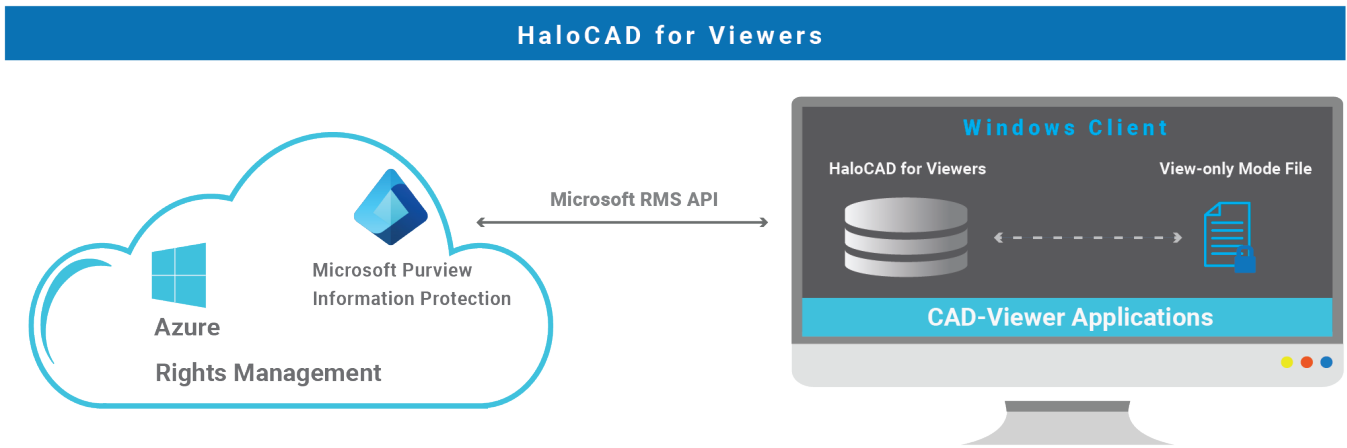 HaloCAD for Viewers
Windows Client
HaloCAD for Viewers
View-only Mode File
Microsoft RMS API
Microsoft Purview
Information Protection
Azure
Rights Management
CAD-Viewer Applications